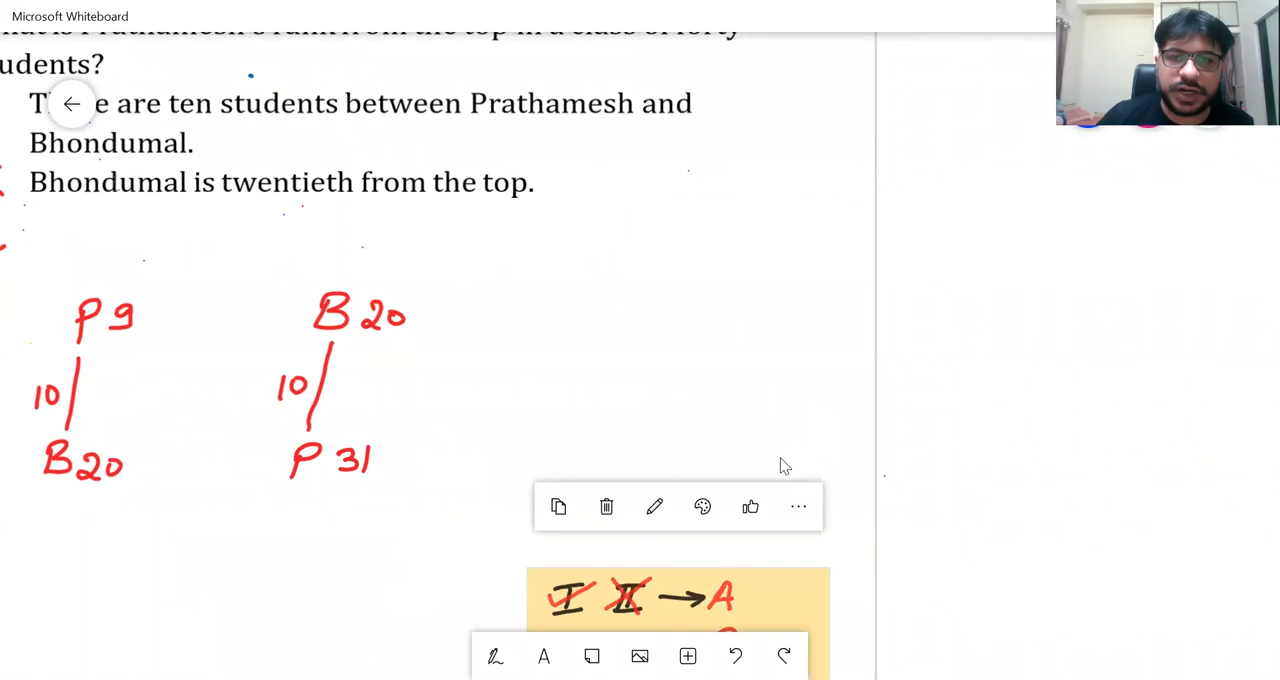 Microsoft Whiteboard
udents?
e are ten students between Prathamesh and
Bhondumal.
Bhondumal is twentieth from the top.
P 9
B 20
10
10
B 20
P 31
I II → A